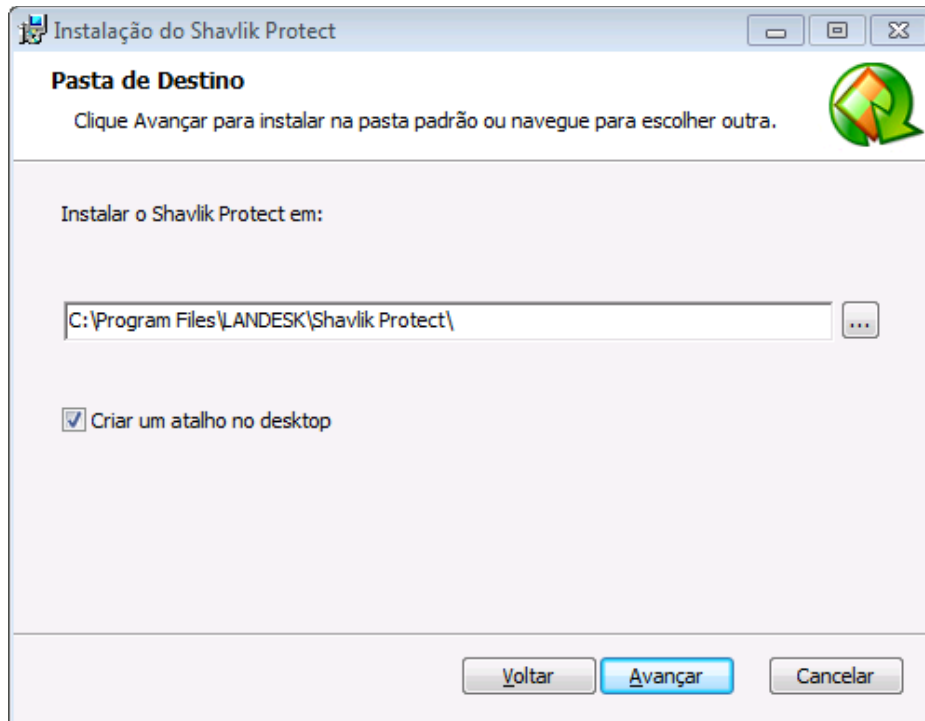 Instalação do Shavlik Protect
Pasta de Destino
Clique Avançar para instalar na pasta padrão ou navegue para escolher outra.
Instalar o Shavlik Protect em:
C:\Program Files\LANDESK\Shavlik Protect\
...
Criar um atalho no desktop
Voltar Avançar Cancelar